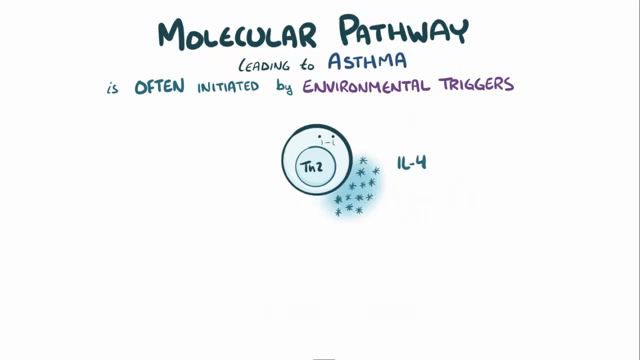 MOLECULAR PATHWAY
LEADING to ASTHMA
is OFTEN INITIATED by ENVIRONMENTAL TRIGGERS
TH2
IL-4